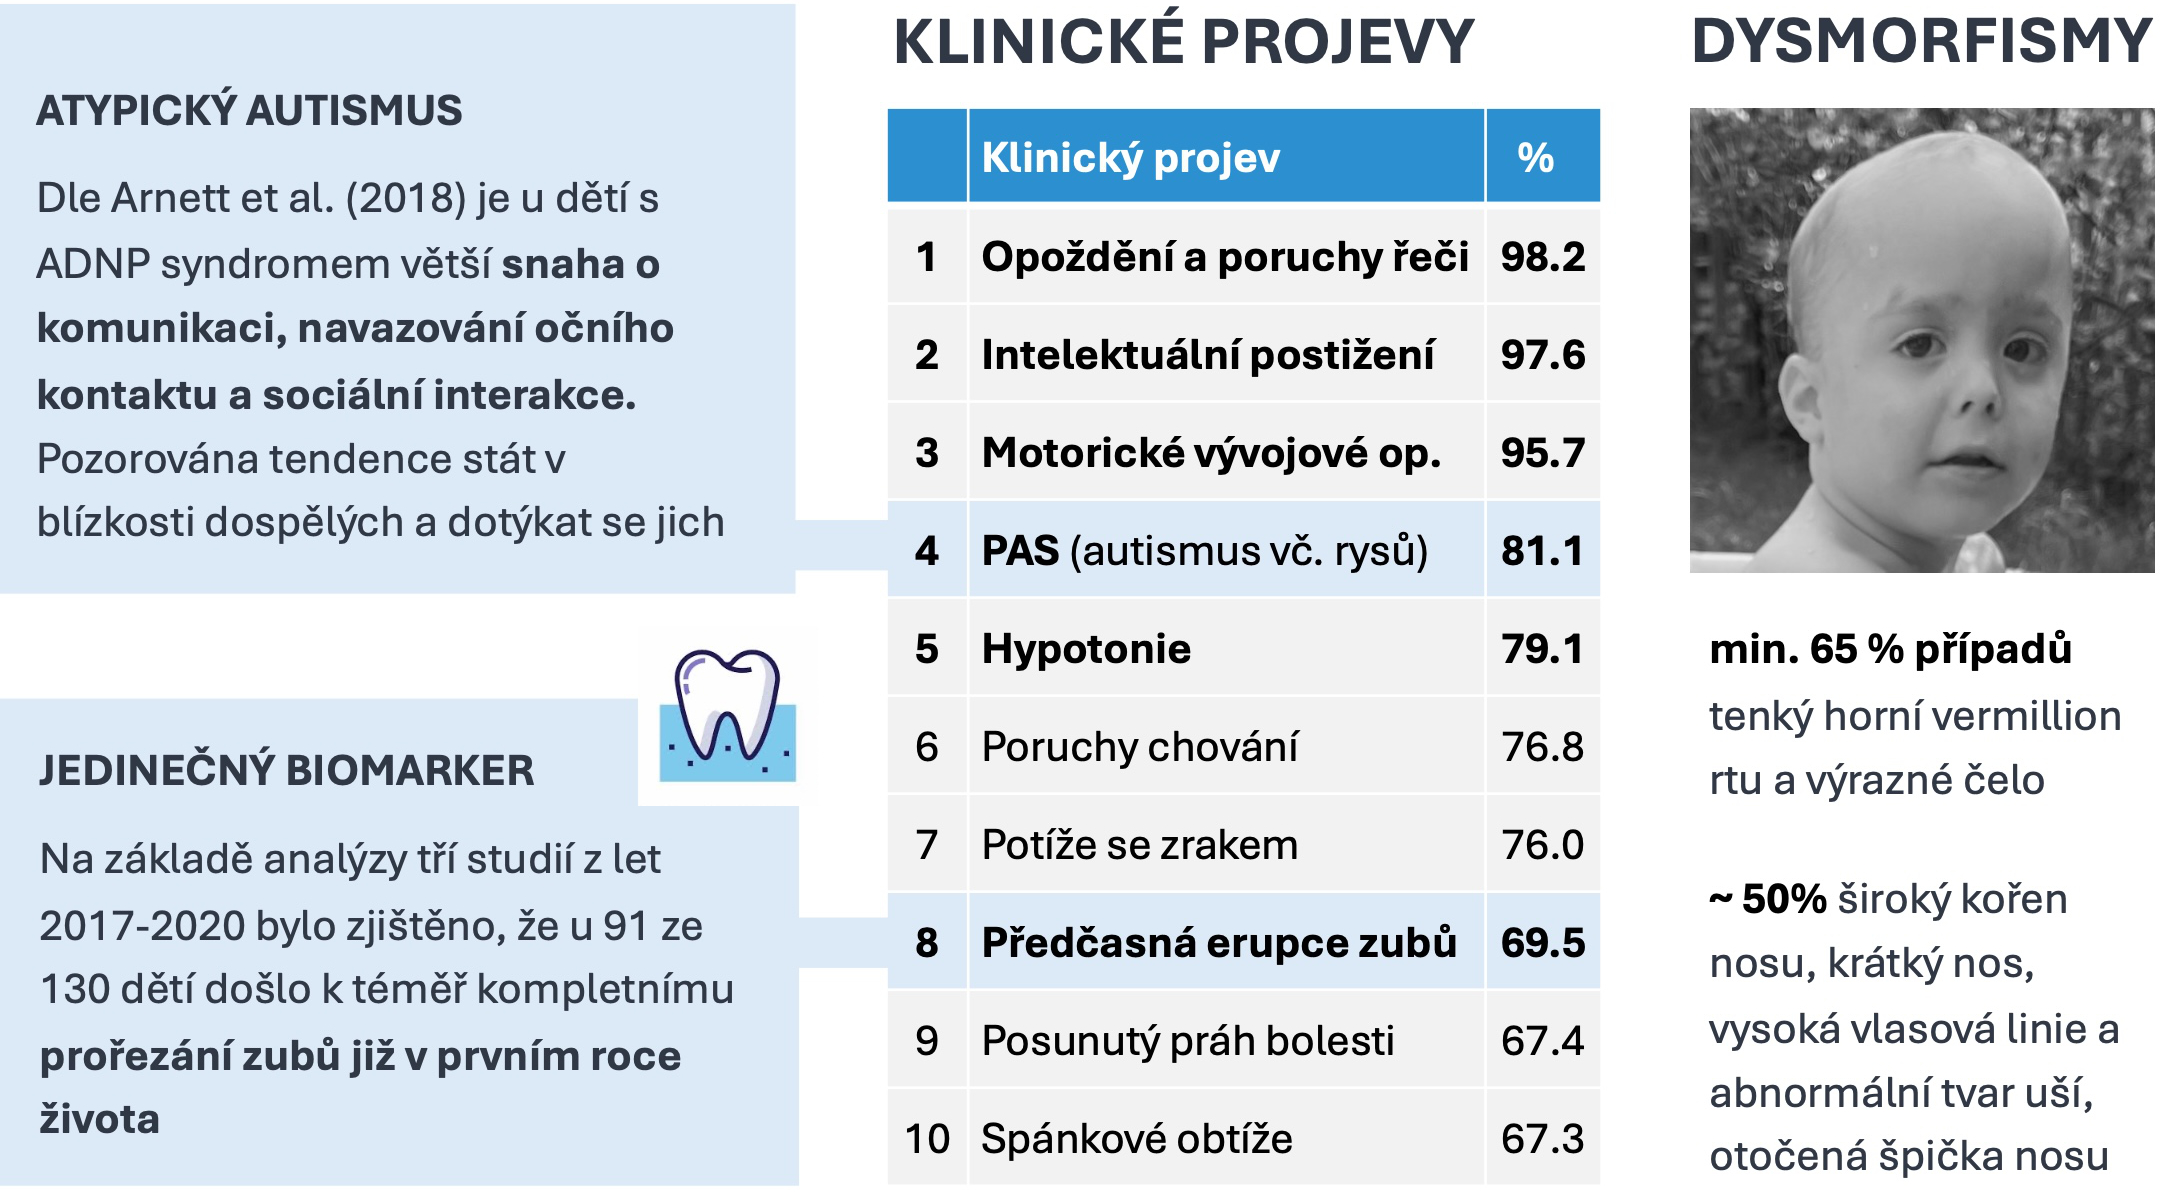 ATYPICKÝ AUTISMUS
Dle Arnett et al. (2018) je u dětí s
ADNP syndromem větší snaha o
komunikaci, navazování očního
kontaktu a sociální interakce.
Pozorována tendence stát v
blízkosti dospělých a dotýkat se jich
JEDINEČNÝ BIOMARKER
Na základě analýzy tří studií z let
2017-2020 bylo zjištěno, že u 91 ze
130 dětí došlo k téměř kompletnímu
prořezání zubů již v prvním roce
života
KLINICKÉ PROJEVY
Klinický projev %
1 Opoždění a poruchy řeči 98.2
2 Intelektuální postižení 97.6
3 Motorické vývojové op. 95.7
4 PAS (autismus vč. rysů) 81.1
5 Hypotonie 79.1
6 Poruchy chování 76.8
7 Potíže se zrakem 76.0
8 Předčasná erupce zubů 69.5
9 Posunutý práh bolesti 67.4
10 Spánkové obtíže 67.3
DYSMORFISMY
min. 65 % případů
tenký horní vermillion
rtu a výrazné čelo
~ 50% široký kořen
nosu, krátký nos,
vysoká vlasová linie a
abnormální tvar uší,
otočená špička nosu